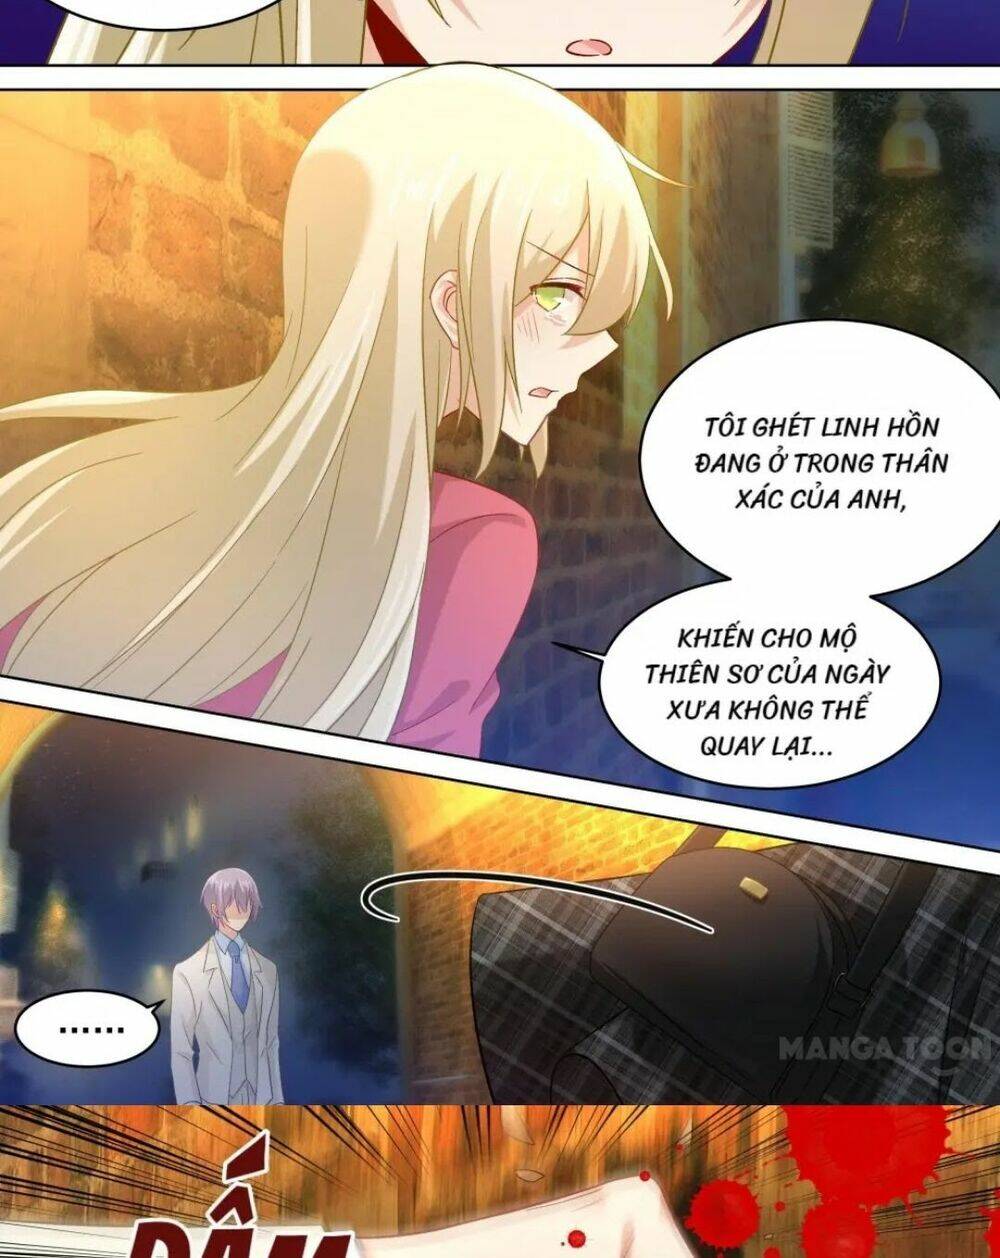 TÔI GHÉT LINH HỒN
ĐANG Ở TRONG THÂN
XÁC CỦA ANH,
KHIẾN CHO MỘ
THIÊN SƠ CỦA NGÀY
XƯA KHÔNG THỂ
QUAY LẠI...
......
MANGA TOON
ĐẤM